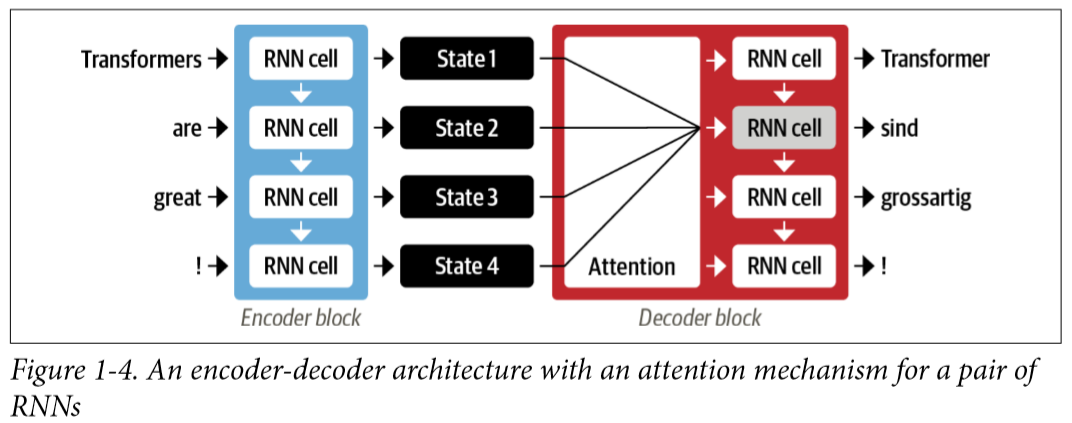 Transformers RNN cell State 1 RNN cell Transformer
are RNN cell State 2 RNN cell sind
great RNN cell State 3 RNN cell grossartig
! RNN cell State 4 Attention RNN cell !
Encoder block Decoder block
Figure 1-4. An encoder-decoder architecture with an attention mechanism for a pair of
RNNs